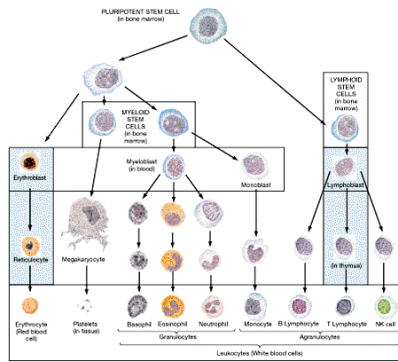 PLURIPOTENT STEM CELL
(in bone marrow)
LYMPHOID
STEM
CELLS
(in bone
marrow)
MYELOID
STEM
CELLS
(in bone
marrow)
Erythroblast
Myeloblast
(in blood)
Monoblast
Lymphoblast
Reticulocyte
Megakaryocyte
(in thymus)
Erythrocyte
(Red blood
cell)
Platelets
(in tissue)
Basophil
Eosinophil
Neutrophil
Monocyte
B Lymphocyte
T Lymphocyte
NK cell
Granulocytes
Agranulocytes
Leukocytes (White blood cells)